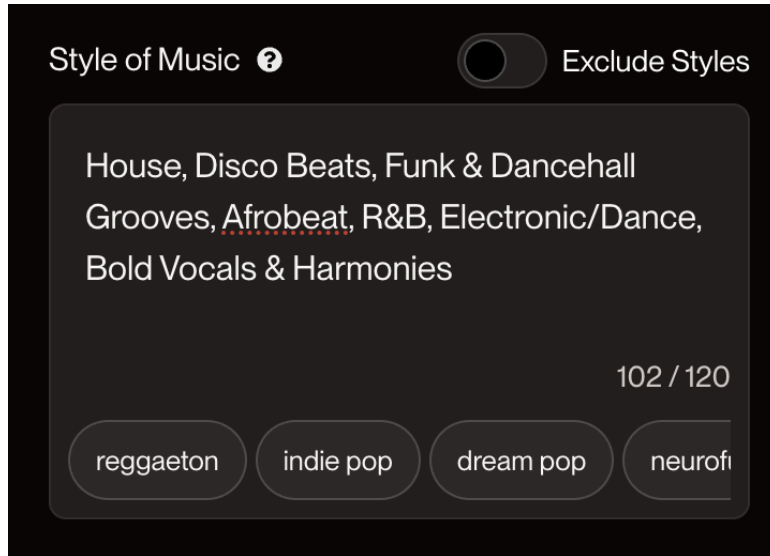 Style of Music ?
Exclude Styles
House, Disco Beats, Funk & Dancehall
Grooves, Afrobeat, R&B, Electronic/Dance,
Bold Vocals & Harmonies
102 / 120
reggaeton
indie pop
dream pop